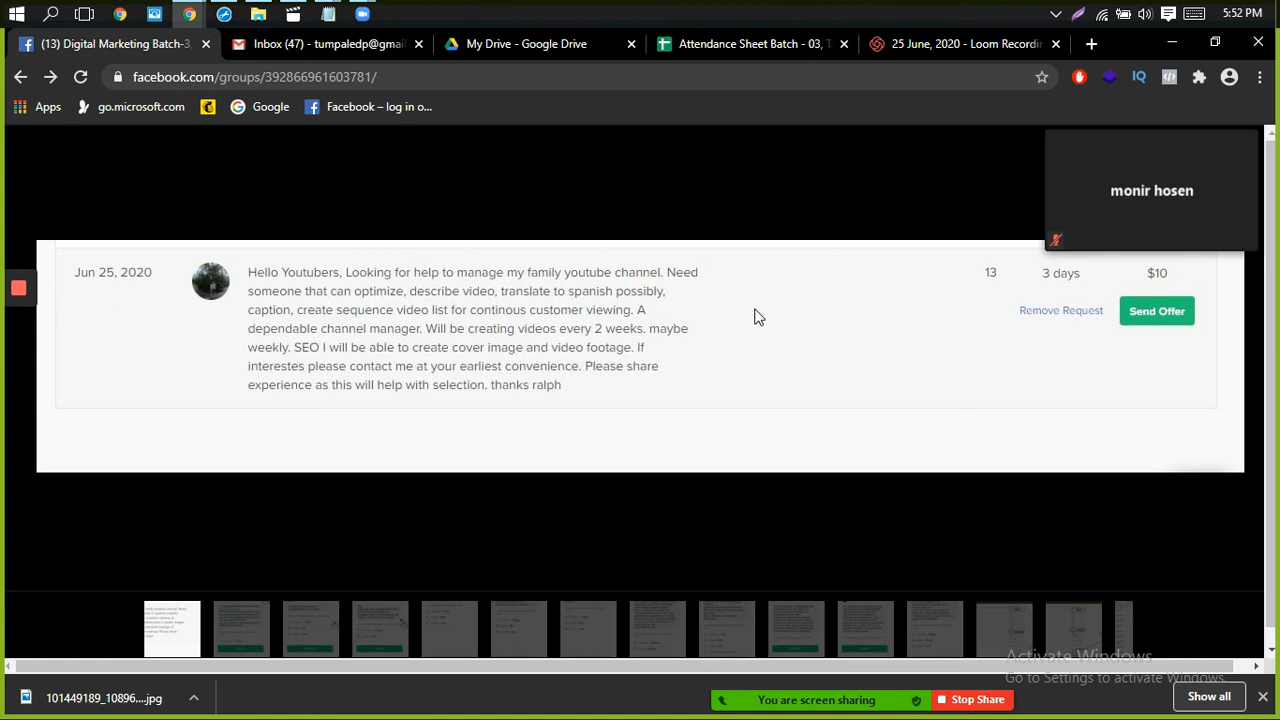 5:52 PM
(13) Digital Marketing Batch-3,
Inbox (47) - tumpaledp@gmai
My Drive - Google Drive
Attendance Sheet Batch - 03, T
25 June, 2020 - Loom Recordin
facebook.com/groups/392866961603781/
IQ
Apps
go.microsoft.com
Google
Facebook – log in o...
monir hosen
Jun 25, 2020
Hello Youtubers, Looking for help to manage my family youtube channel. Need
someone that can optimize, describe video, translate to spanish possibly,
caption, create sequence video list for continous customer viewing. A
dependable channel manager. Will be creating videos every 2 weeks. maybe
weekly. SEO I will be able to create cover image and video footage. If
interestes please contact me at your earliest convenience. Please share
experience as this will help with selection. thanks ralph
13
3 days
$10
Remove Request
Send Offer
Activate Windows
Go to Settings to activate Windows.
101449189_10896....jpg
You are screen sharing
Stop Share
Show all